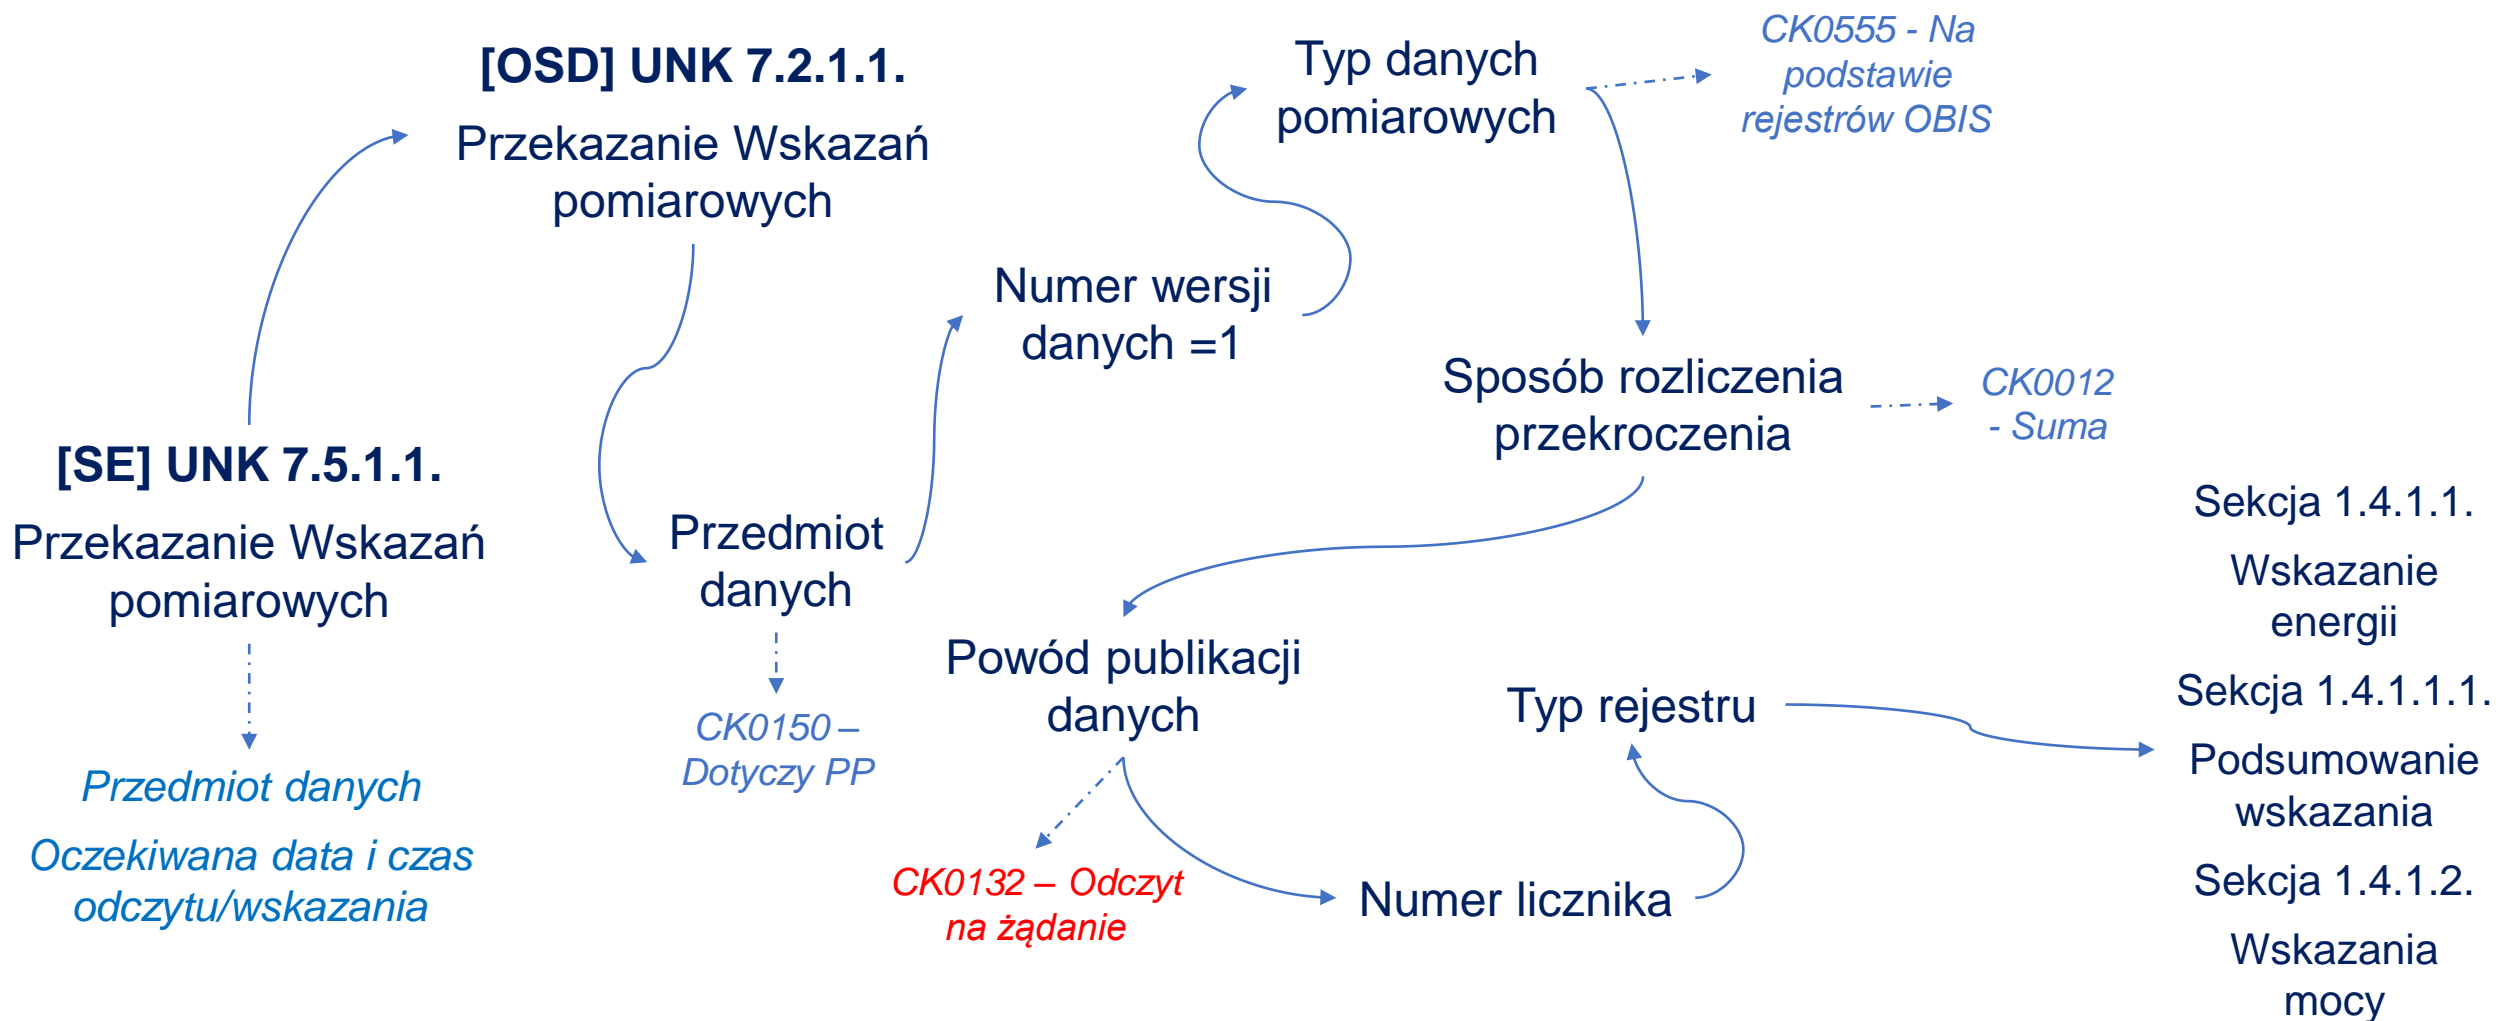 [SE] UNK 7.5.1.1.
Przekazanie Wskazań
pomiarowych
Przedmiot danych
Oczekiwana data i czas
odczytu/wskazania
[OSD] UNK 7.2.1.1.
Przekazanie Wskazań
pomiarowych
Przedmiot
danych
CK0150 –
Dotyczy PP
Numer wersji
danych =1
Typ danych
pomiarowych
CK0555 - Na
podstawie
rejestrów OBIS
Sposób rozliczenia
przekroczenia
CK0012
- Suma
Powód publikacji
danych
CK0132 – Odczyt
na żądanie
Numer licznika
Typ rejestru
Sekcja 1.4.1.1.
Wskazanie
energii
Sekcja 1.4.1.1.1.
Podsumowanie
wskazania
Sekcja 1.4.1.2.
Wskazania
mocy